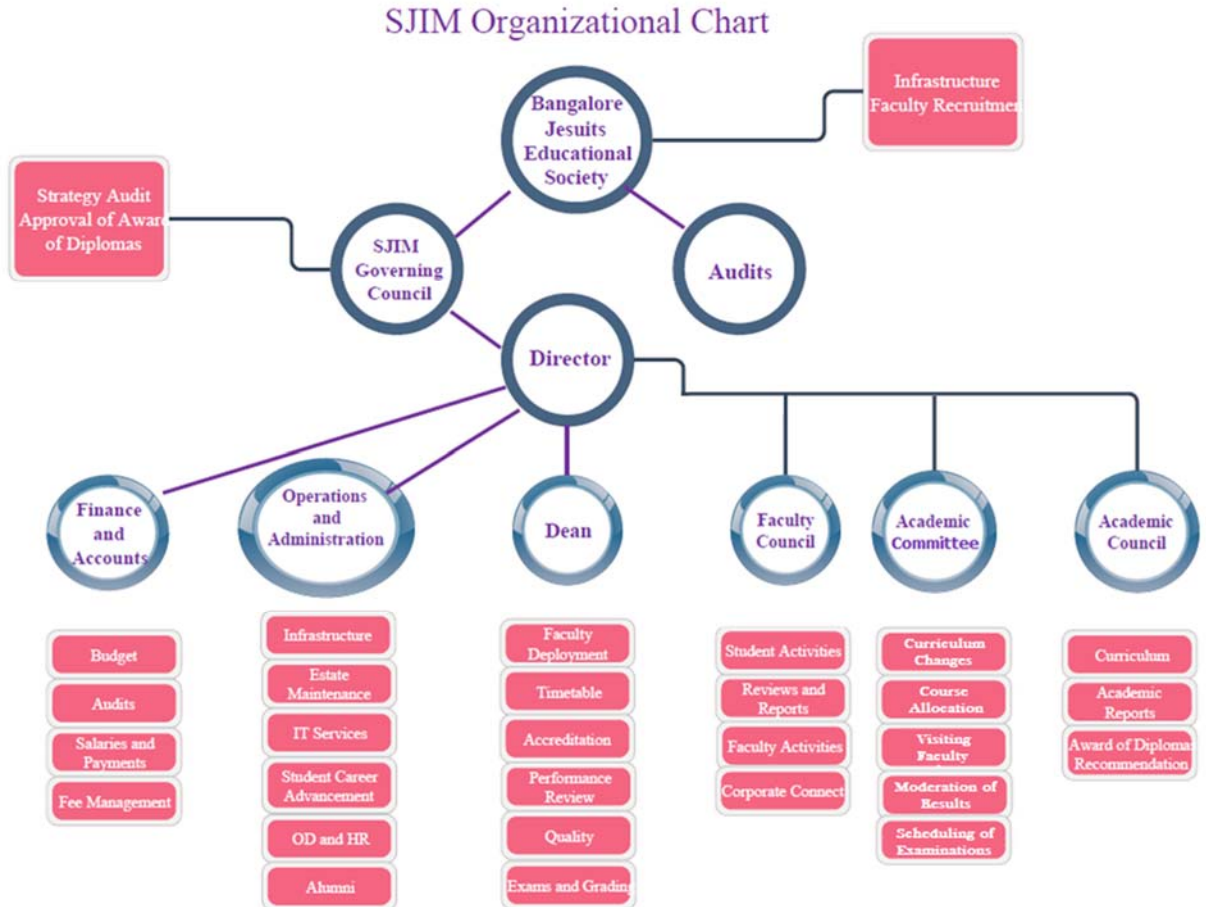 SJIM Organizational Chart
Bangalore
Jesuits
Educational
Society
Infrastructure
Faculty Recruitmen
Strategy Audit
Approval of Award
of Diplomas
SJIM
Governing
Council
Audits
Director
Finance
and
Accounts
Operations
and
Administration
Dean
Faculty
Council
Academic
Committee
Academic
Council
Budget
Audits
Salaries and
Payments
Fee Management
Infrastructure
Estate
Maintenance
IT Services
Student Career
Advancement
OD and HR
Alumni
Faculty
Deployment
Timetable
Accreditation
Performance
Review
Quality
Exams and Grading
Student Activities
Reviews and
Reports
Faculty Activities
Corporate Connect
Curriculum
Changes
Course
Allocation
Visiting
Faculty
Moderation of
Results
Scheduling of
Examinations
Curriculum
Academic
Reports
Award of Diplomas
Recommendation